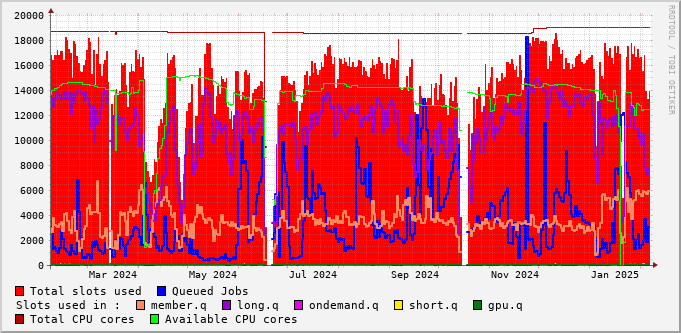 RRDTOOL / TOBI OETIKER
20000
18000
16000
14000
12000
10000
8000
6000
4000
2000
0
Mar 2024 May 2024 Jul 2024 Sep 2024 Nov 2024 Jan 2025
Total slots used Queued Jobs
Slots used in : member.q long.q ondemand.q short.q gpu.q
Total CPU cores Available CPU cores